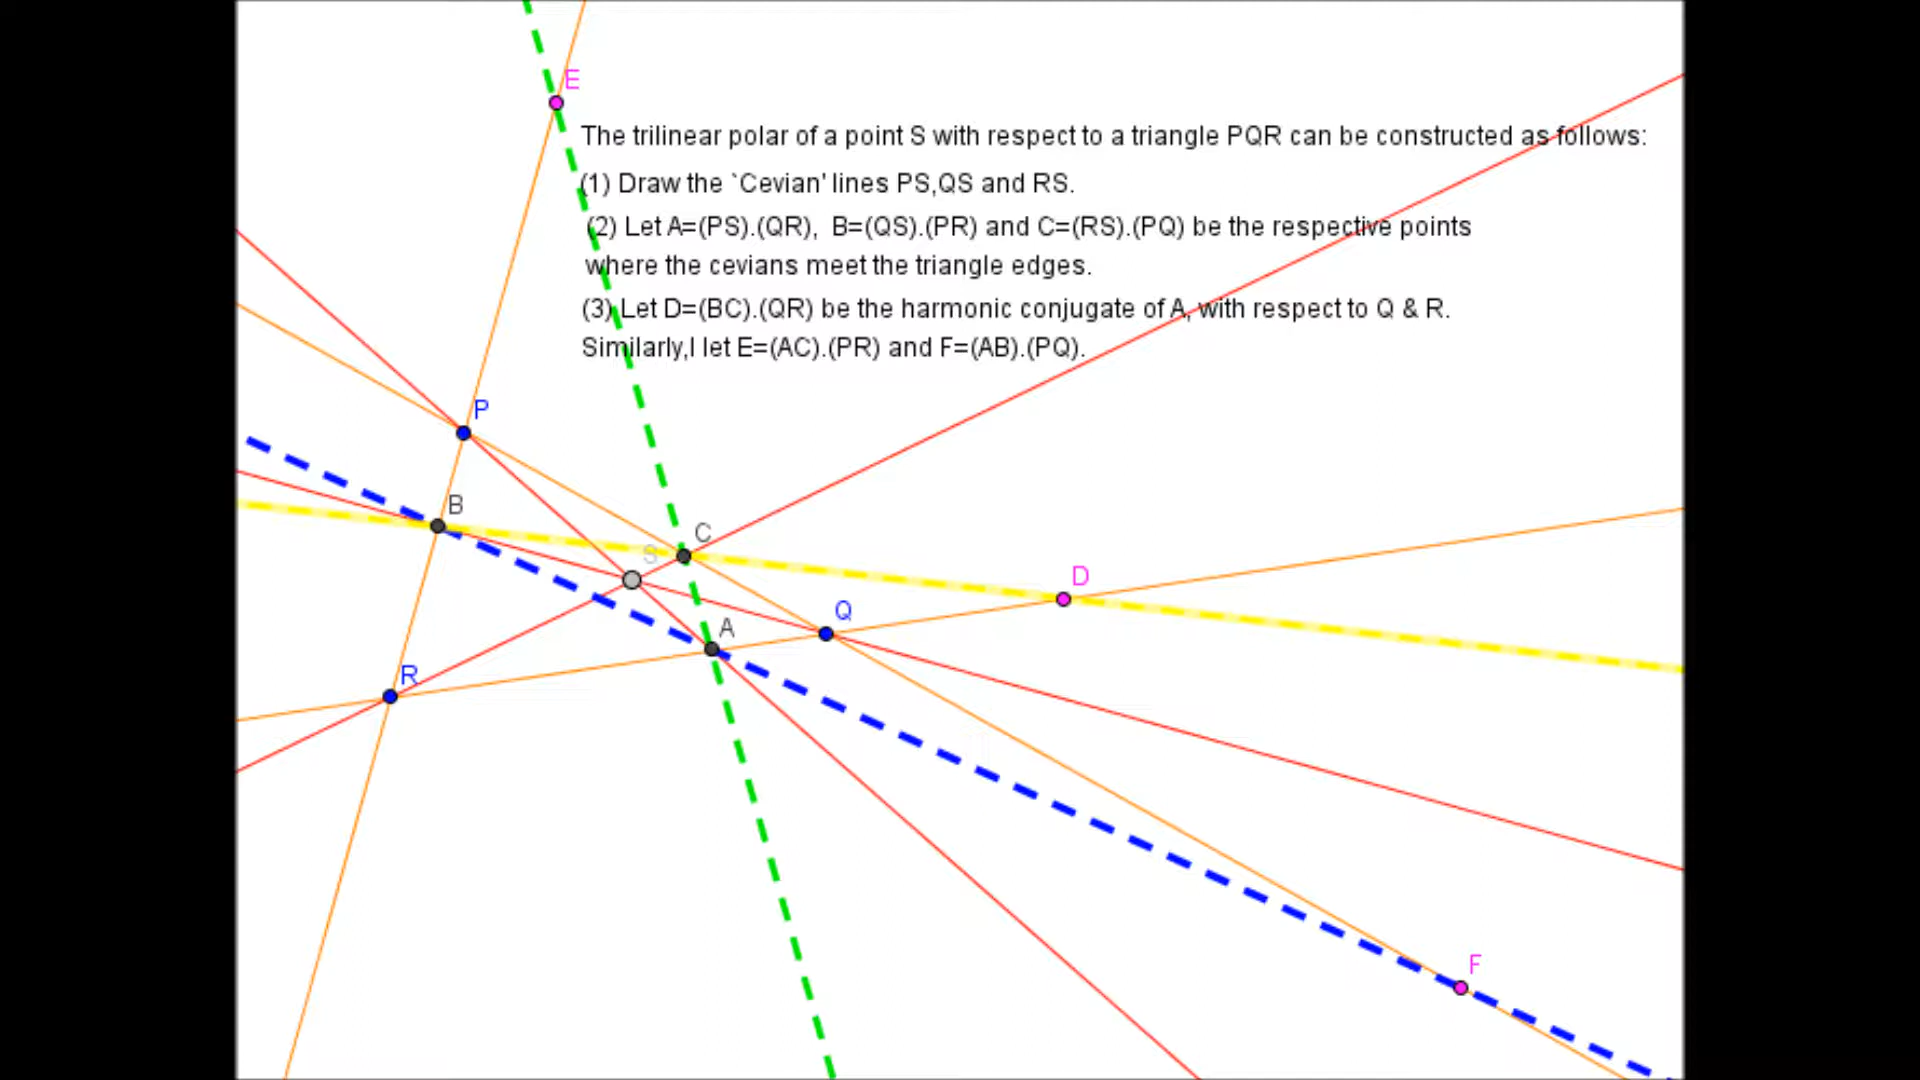 E
The trilinear polar of a point S with respect to a triangle PQR can be constructed as follows:
(1) Draw the `Cevian' lines PS,QS and RS.
(2) Let A=(PS).(QR), B=(QS).(PR) and C=(RS).(PQ) be the respective points
where the cevians meet the triangle edges.
(3) Let D=(BC).(QR) be the harmonic conjugate of A, with respect to Q & R.
Similarly,I let E=(AC).(PR) and F=(AB).(PQ).
P
B
C
S
D
Q
A
R
F